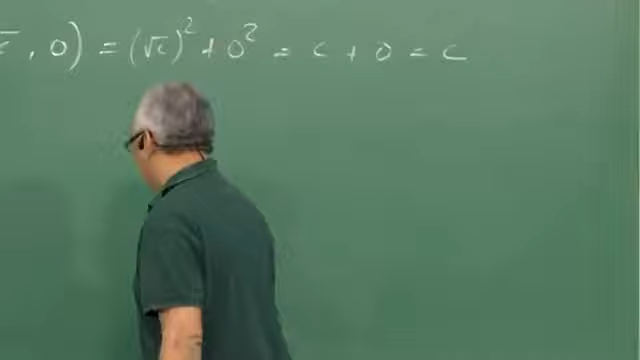 , 0) = (√c)² + 0² = c + 0 = c